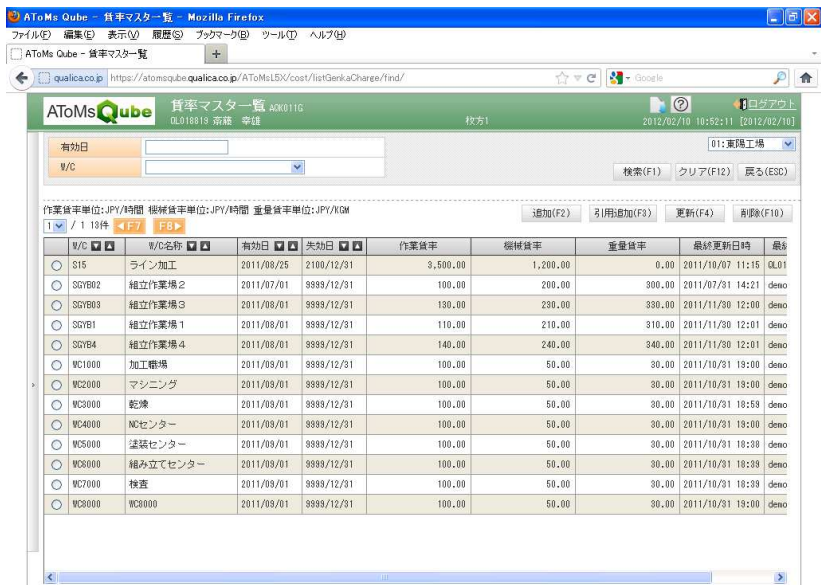 AToMs Qube - 賃率マスタ一覧 - Mozilla Firefox
ファイル(F) 編集(E) 表示(V) 履歴(S) ブックマーク(B) ツール(T) ヘルプ(H)
AToMs Qube - 賃率マスタ一覧 +
qualica.co.jp https://atomsqube.qualica.co.jp/AToMsL5X/cost/listGenkaCharge/find/ Google
AToMs Qube 賃率マスタ一覧 AOK011G ? ログアウト
QL018819 斎藤 幸雄 枚方1 2012/02/10 10:52:11 [2012/02/10]
有効日 01:東陽工場
W/C 検索(F1) クリア(F12) 戻る(ESC)
作業賃率単位:JPY/時間 機械賃率単位:JPY/時間 重量賃率単位:JPY/KGM 追加(F2) 引用追加(F3) 更新(F4) 削除(F10)
1 / 1 13件 F7 F8
W/C W/C名称 有効日 失効日 作業賃率 機械賃率 重量賃率 最終更新日時 最終
S15 ライン加工 2011/08/25 2100/12/31 3,500.00 1,200.00 0.00 2011/10/07 11:15 QL01
SGYB02 組立作業場2 2011/07/01 9999/12/31 100.00 200.00 300.00 2011/07/31 14:21 demo
SGYB03 組立作業場3 2011/08/01 9999/12/31 130.00 230.00 330.00 2011/11/30 12:00 demo
SGYB1 組立作業場1 2011/08/01 9999/12/31 110.00 210.00 310.00 2011/11/30 12:01 demo
SGYB4 組立作業場4 2011/08/01 9999/12/31 140.00 240.00 340.00 2011/11/30 12:01 demo
WC1000 加工職場 2011/09/01 9999/12/31 100.00 50.00 30.00 2011/10/31 19:00 demo
WC2000 マシニング 2011/09/01 9999/12/31 100.00 50.00 30.00 2011/10/31 19:00 demo
WC3000 乾燥 2011/09/01 9999/12/31 100.00 50.00 30.00 2011/10/31 18:59 demo
WC4000 NCセンター 2011/09/01 9999/12/31 100.00 50.00 30.00 2011/10/31 19:00 demo
WC5000 塗装センター 2011/09/01 9999/12/31 100.00 50.00 30.00 2011/10/31 18:38 demo
WC6000 組み立てセンター 2011/09/01 9999/12/31 100.00 50.00 30.00 2011/10/31 18:39 demo
WC7000 検査 2011/09/01 9999/12/31 100.00 50.00 30.00 2011/10/31 18:39 demo
WC8000 WC8000 2011/09/01 9999/12/31 100.00 50.00 30.00 2011/10/31 19:00 demo